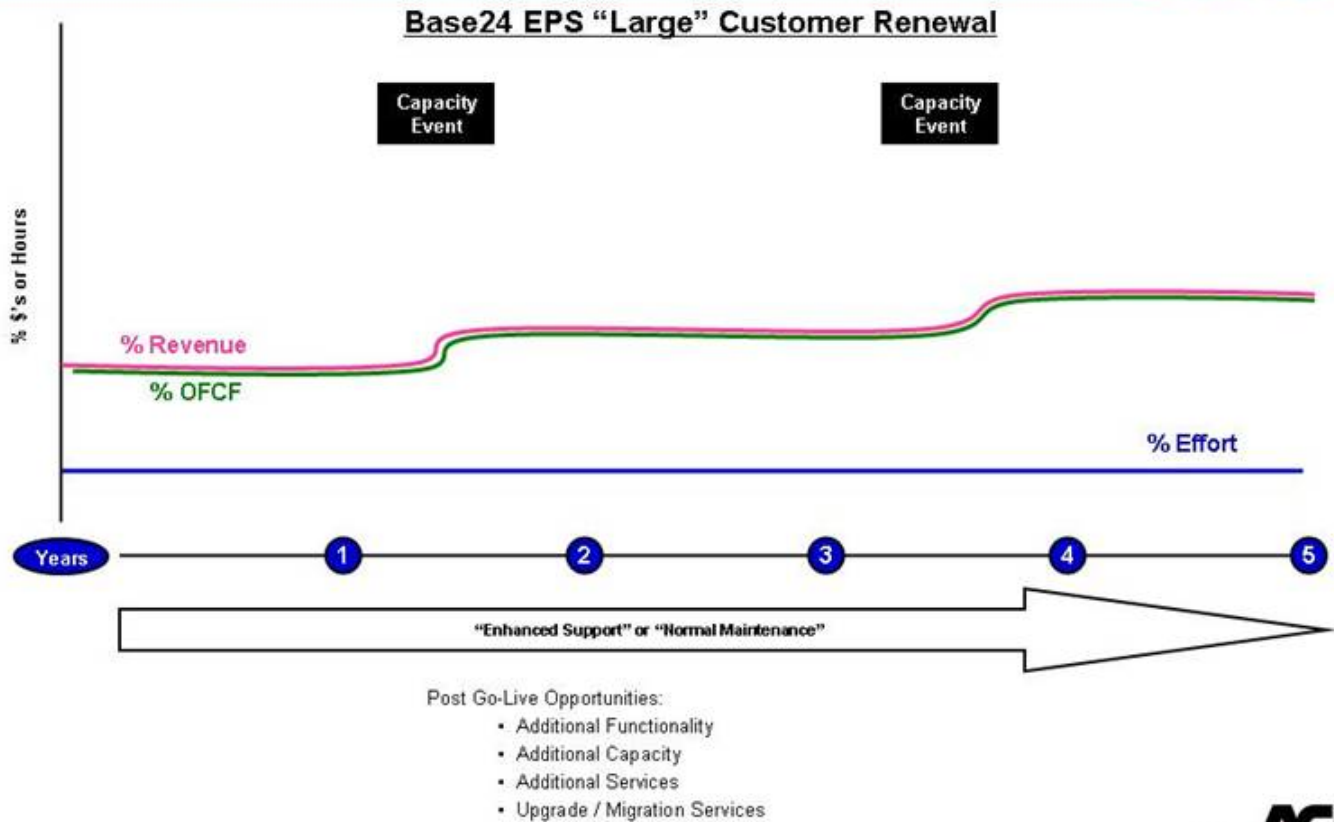 Base24 EPS “Large” Customer Renewal
Capacity
Event
Capacity
Event
% $'s or Hours
% Revenue
% OFCF
% Effort
Years
1
2
3
4
5
“Enhanced Support” or “Normal Maintenance”
Post Go-Live Opportunities:
▪ Additional Functionality
▪ Additional Capacity
▪ Additional Services
▪ Upgrade / Migration Services